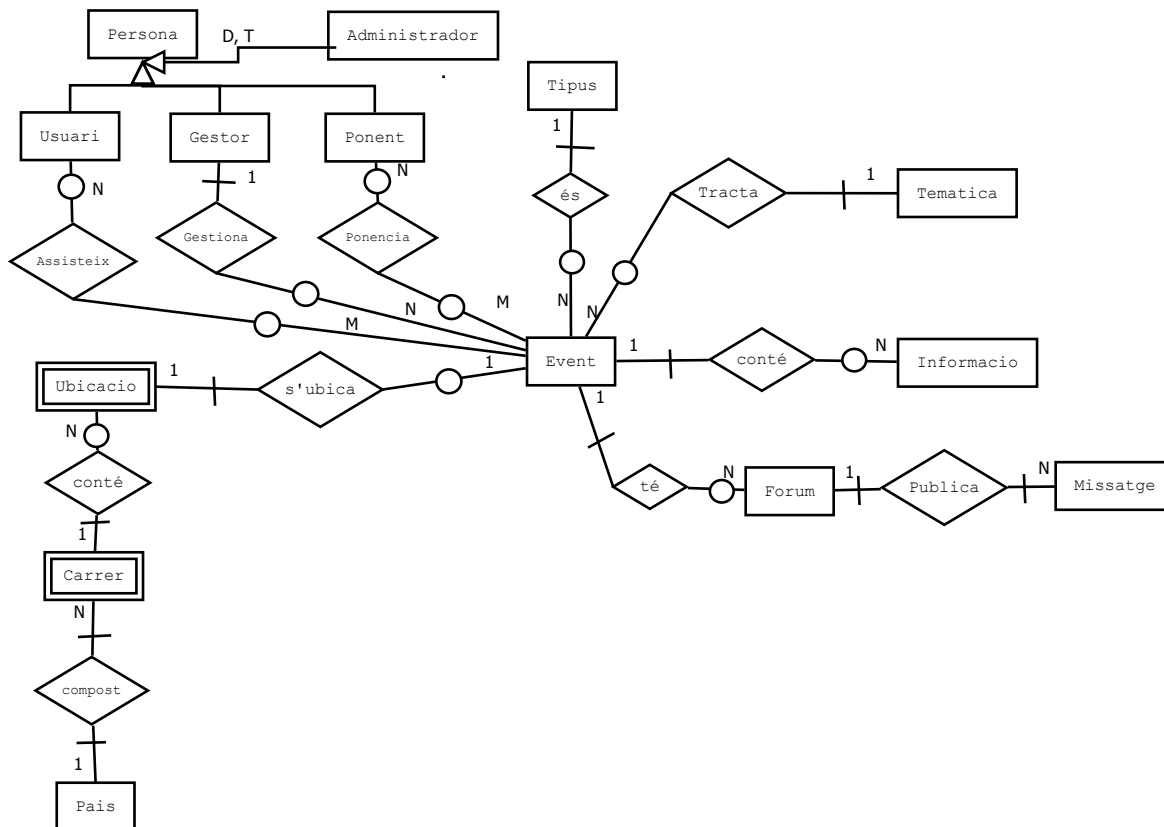 Persona
D, T
Administrador
Tipus
Usuari
Gestor
Ponent
1
N
1
N
1
és
Tracta
Tematica
Assisteix
Gestiona
Ponencia
M
N
N
N
M
Event
1
conté
N
Informacio
Ubicacio
1
s'ubica
1
1
N
conté
té
N
Forum
1
Publica
N
Missatge
1
Carrer
N
compost
1
Pais